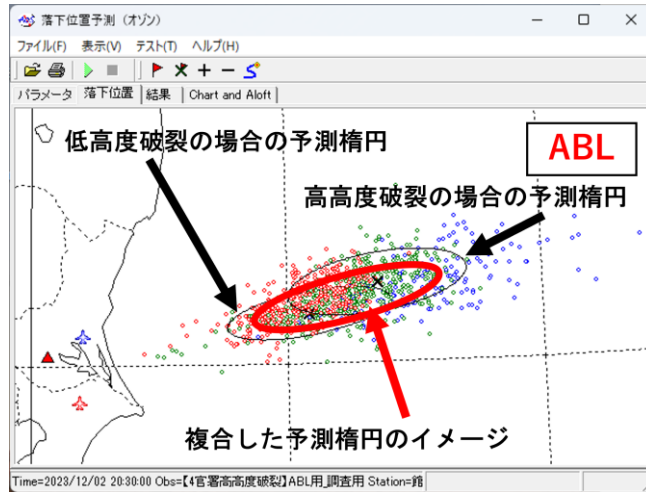 落下位置予測 (オゾン)
ファイル(F) 表示(V) テスト(T) ヘルプ(H)
パラメータ 落下位置 結果 Chart and Aloft
低高度破裂の場合の予測楕円
ABL
高高度破裂の場合の予測楕円
複合した予測楕円のイメージ
Time=2023/12/02 20:30:00 Obs=【4官署高高度破裂】ABL用_調査用 Station=館